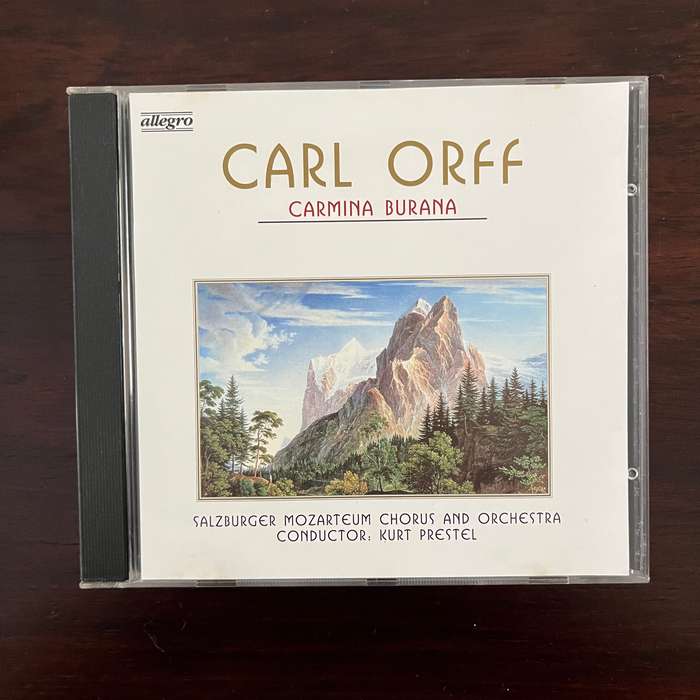 allegro
CARL ORFF
CARMINA BURANA
SALZBURGER MOZARTEUM CHORUS AND ORCHESTRA
CONDUCTOR: KURT PRESTEL